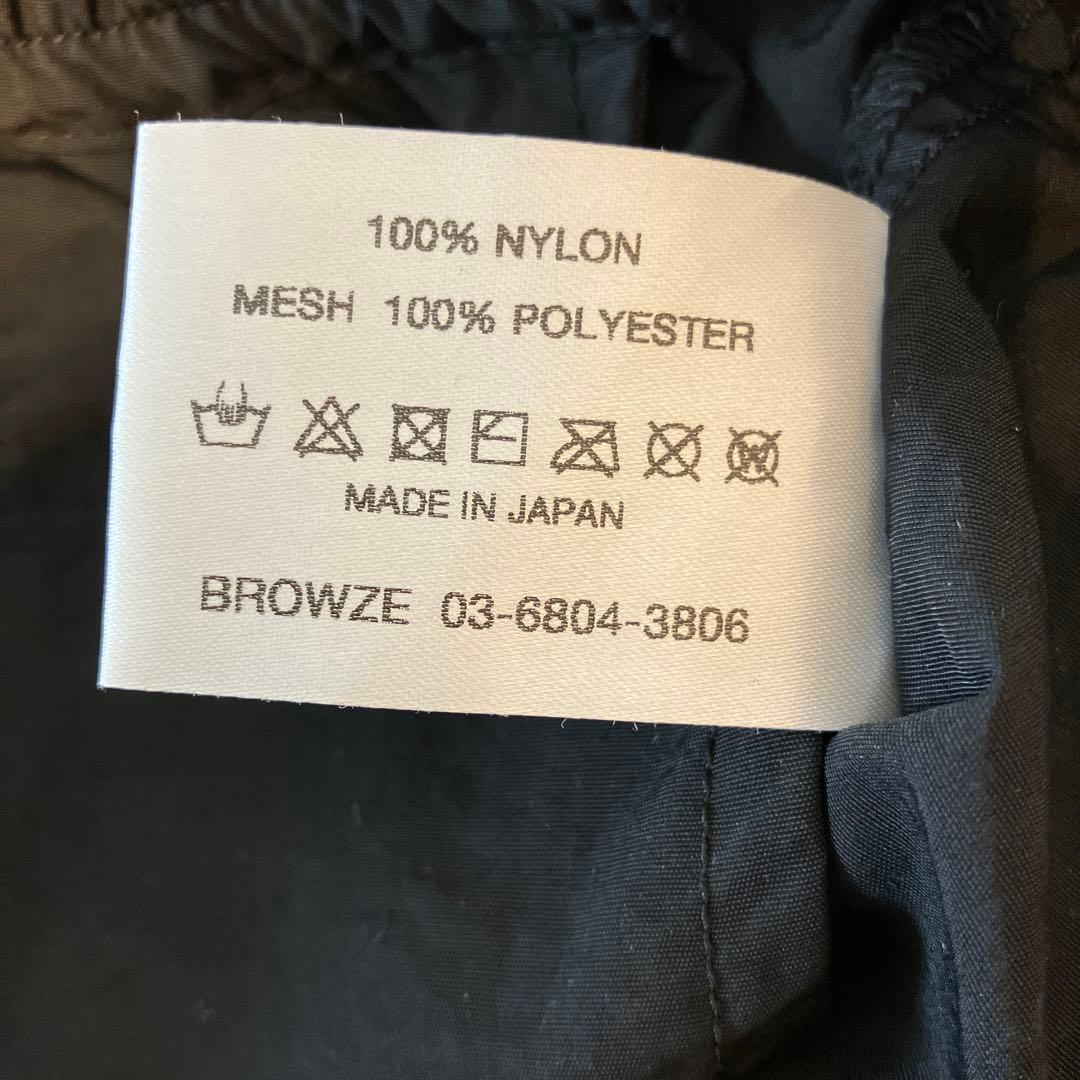 100% NYLON
MESH 100% POLYESTER
W
MADE IN JAPAN
BROWZE 03-6804-3806